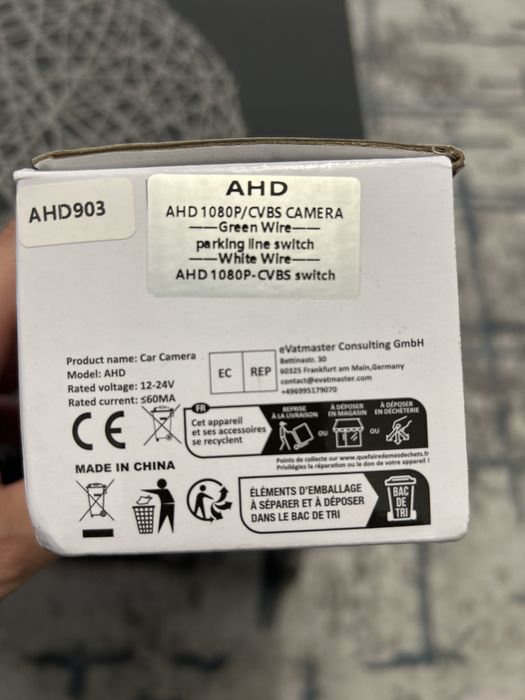 AHD903
AHD
AHD 1080P/CVBS CAMERA
——Green Wire——
parking line switch
——White Wire——
AHD 1080P-CVBS switch
Product name: Car Camera
Model: AHD
Rated voltage: 12-24V
Rated current: ≤60MA
EC REP
eVatmaster Consulting GmbH
Bettinastr. 30
60325 Frankfurt am Main,Germany
contact@evatmaster.com
+496995179070
CE
FR
Cet appareil
et ses accessoires
se recyclent
REPRISE
À LA LIVRAISON
OU
À DÉPOSER
EN MAGASIN
OU
À DÉPOSER
EN DÉCHÈTERIE
Points de collecte sur www.quefairedemesdechets.fr
Privilégiez la réparation ou le don de votre appareil !
MADE IN CHINA
ÉLÉMENTS D'EMBALLAGE
À SÉPARER ET À DÉPOSER
DANS LE BAC DE TRI
BAC
DE
TRI